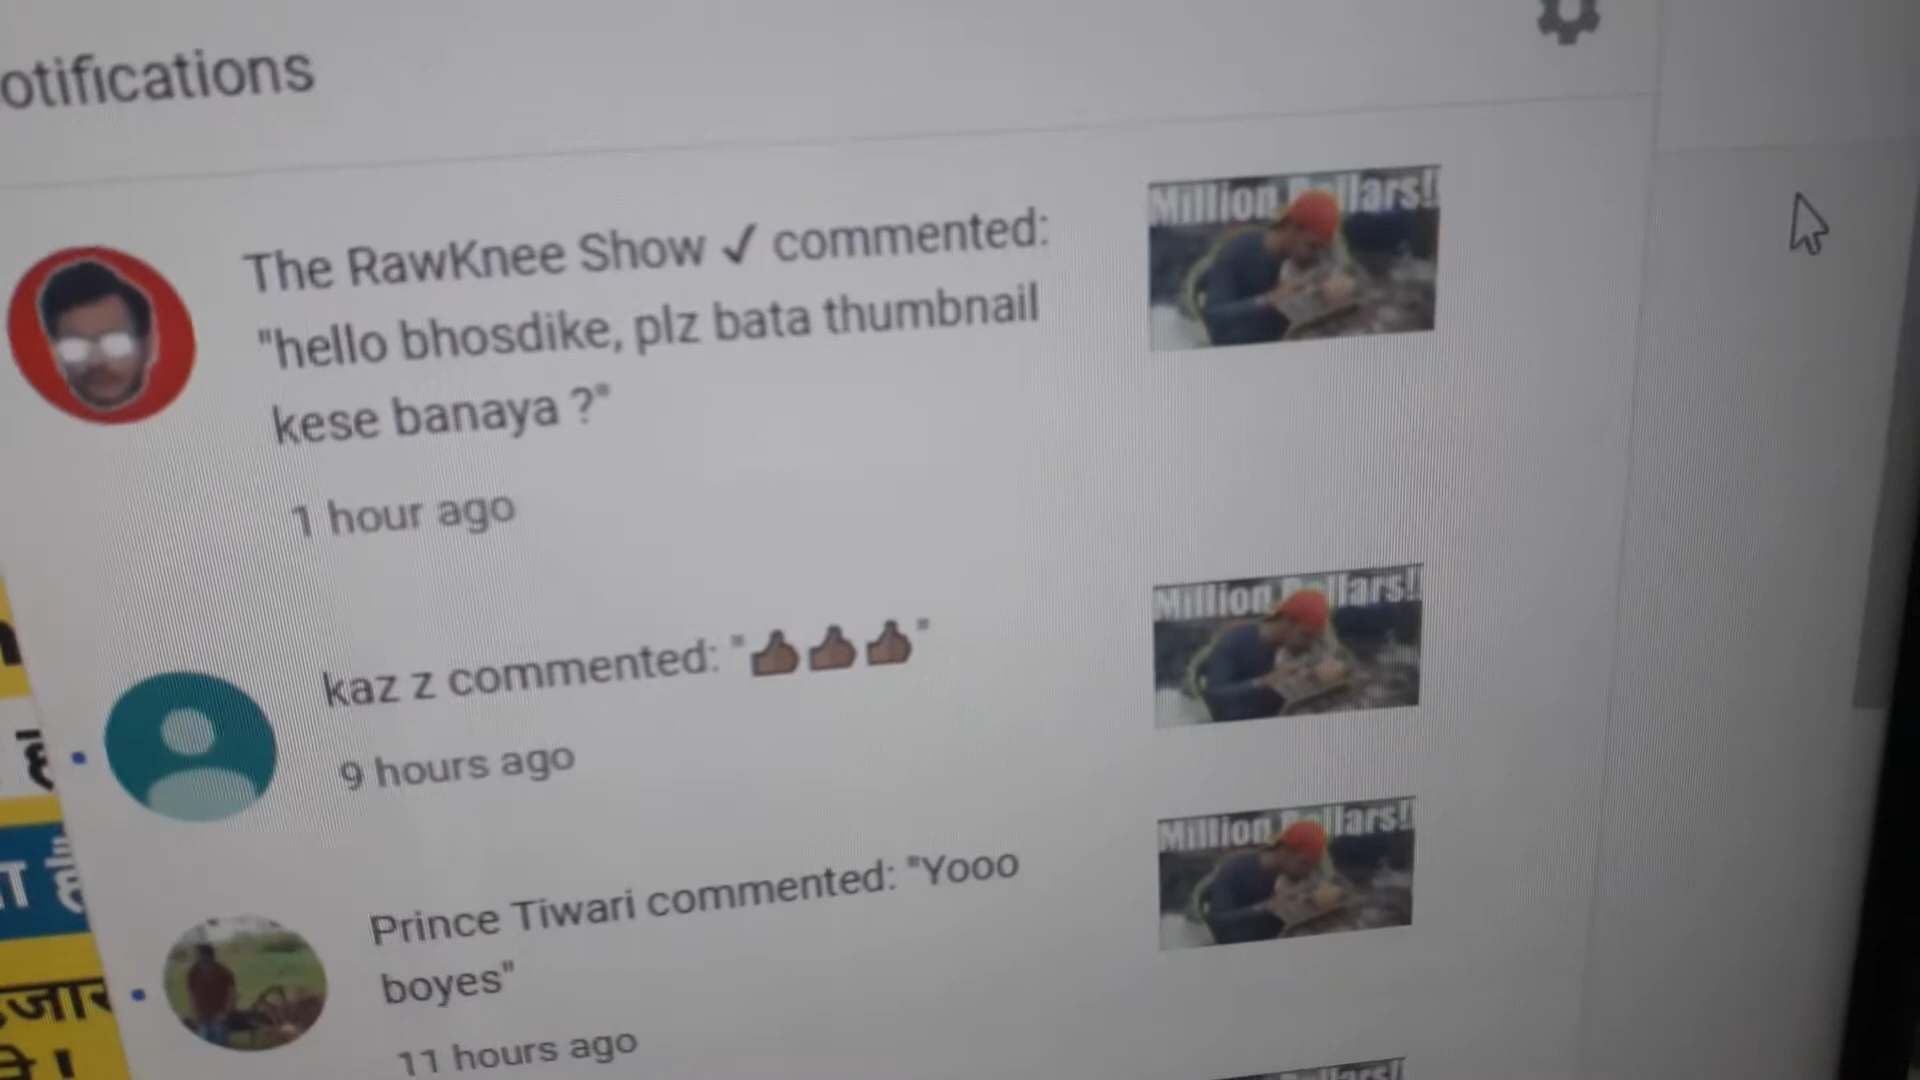 otifications
The RawKnee Show ✓ commented:
"hello bhosdike, plz bata thumbnail
kese banaya ?"
1 hour ago
Million Dollars!!
kaz z commented: "👍🏾👍🏾👍🏾"
9 hours ago
Million Dollars!!
Prince Tiwari commented: "Yooo
boyes"
11 hours ago
Million Dollars!!